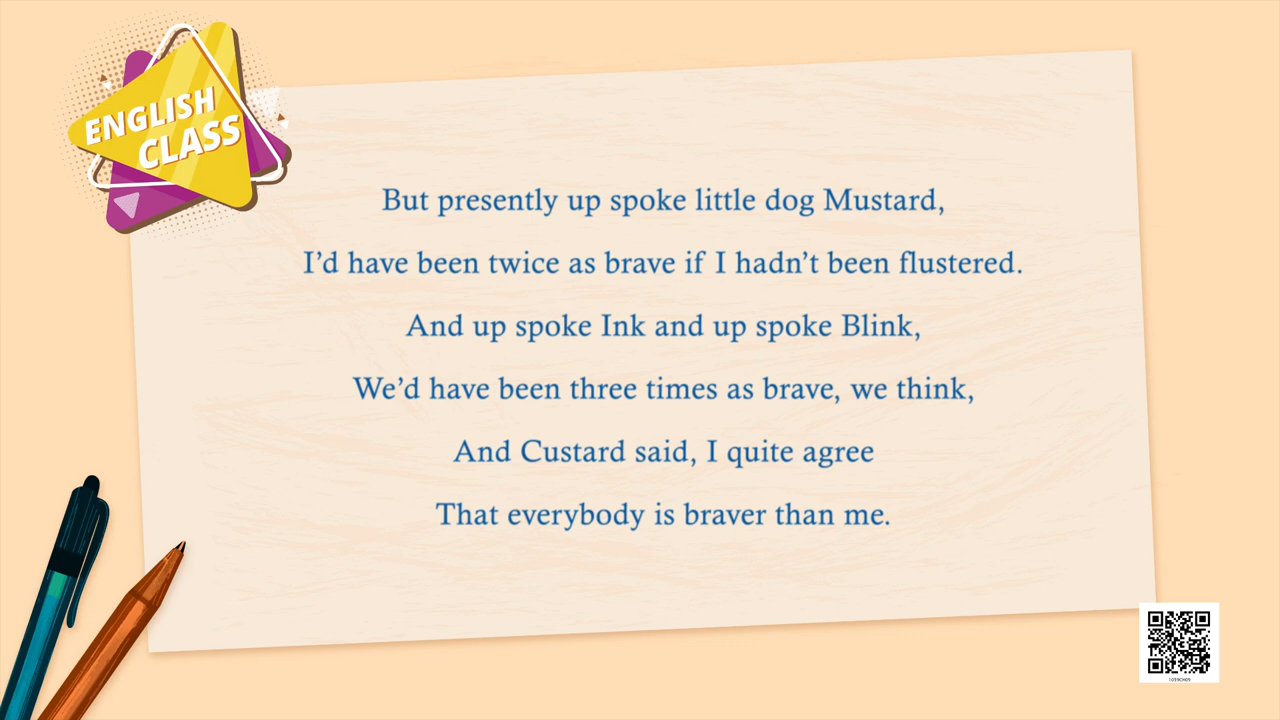 ENGLISH
CLASS
But presently up spoke little dog Mustard,
I’d have been twice as brave if I hadn’t been flustered.
And up spoke Ink and up spoke Blink,
We’d have been three times as brave, we think,
And Custard said, I quite agree
That everybody is braver than me.
1059CH09